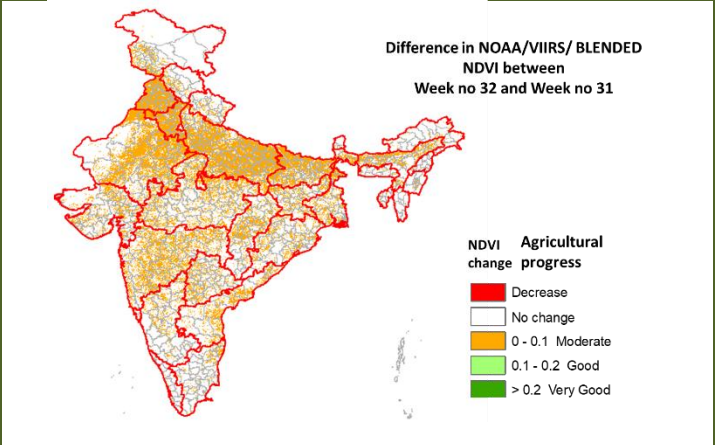 Difference in NOAA/VIIRS/ BLENDED
NDVI between
Week no 32 and Week no 31
NDVI change
Agricultural progress
Decrease
No change
0 - 0.1 Moderate
0.1 - 0.2 Good
> 0.2 Very Good